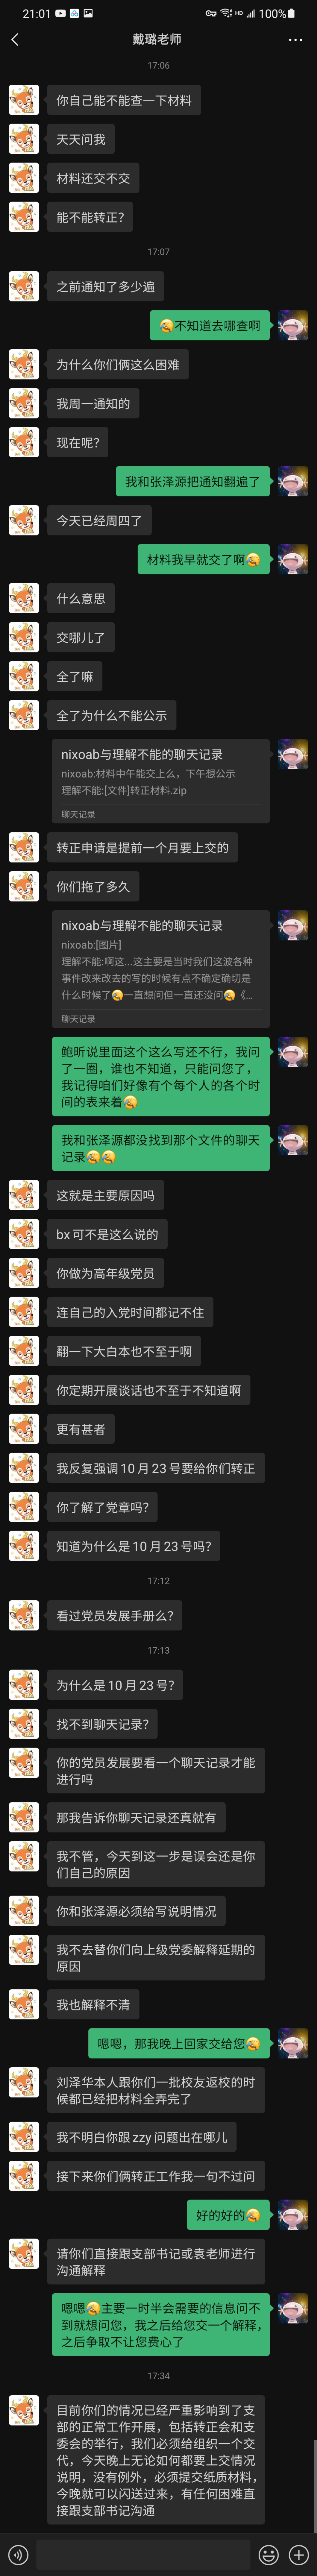 21:01
HD
100%
戴璐老师
17:06
你自己能不能查一下材料
天天问我
材料还交不交
能不能转正？
17:07
之前通知了多少遍
不知道去哪查啊
为什么你们俩这么困难
我周一通知的
现在呢？
我和张泽源把通知翻遍了
今天已经周四了
材料我早就交了啊
什么意思
交哪儿了
全了嘛
全了为什么不能公示
nixoab与理解不能的聊天记录
nixoab:材料中午能交上么，下午想公示
理解不能:[文件]转正材料.zip
聊天记录
转正申请是提前一个月要上交的
你们拖了多久
nixoab与理解不能的聊天记录
nixoab:[图片]
理解不能:啊这...这主要是当时我们这波各种
事件改来改去的写的时候有点不确定确切是
什么时候了一直想问但一直还没问《...
聊天记录
鲍昕说里面这个这么写还不行，我问
了一圈，谁也不知道，只能问您了，
我记得咱们好像有个每个人的各个时
间的表来着
我和张泽源都没找到那个文件的聊天
记录
这就是主要原因吗
bx 可不是这么说的
你做为高年级党员
连自己的入党时间都记不住
翻一下大白本也不至于啊
你定期开展谈话也不至于不知道啊
更有甚者
我反复强调 10 月 23 号要给你们转正
你了解了党章吗？
知道为什么是 10 月 23 号吗？
17:12
看过党员发展手册么？
17:13
为什么是 10 月 23 号？
找不到聊天记录？
你的党员发展要看一个聊天记录才能
进行吗
那我告诉你聊天记录还真就有
我不管，今天到这一步是误会还是你
们自己的原因
你和张泽源必须给写说明情况
我不去替你们向上级党委解释延期的
原因
我也解释不清
嗯嗯，那我晚上回家交给您
刘泽华本人跟你们一批校友返校的时
候都已经把材料全弄完了
我不明白你跟 zzy 问题出在哪儿
接下来你们俩转正工作我一句不过问
好的好的
请你们直接跟支部书记或袁老师进行
沟通解释
嗯嗯主要一时半会需要的信息问不
到就想问您，我之后给您交一个解释，
之后争取不让您费心了
17:34
目前你们的情况已经严重影响到了支
部的正常工作开展，包括转正会和支
委会的举行，我们必须给组织一个交
代，今天晚上无论如何都要上交情况
说明，没有例外，必须提交纸质材料，
今晚就可以闪送过来，有任何困难直
接跟支部书记沟通